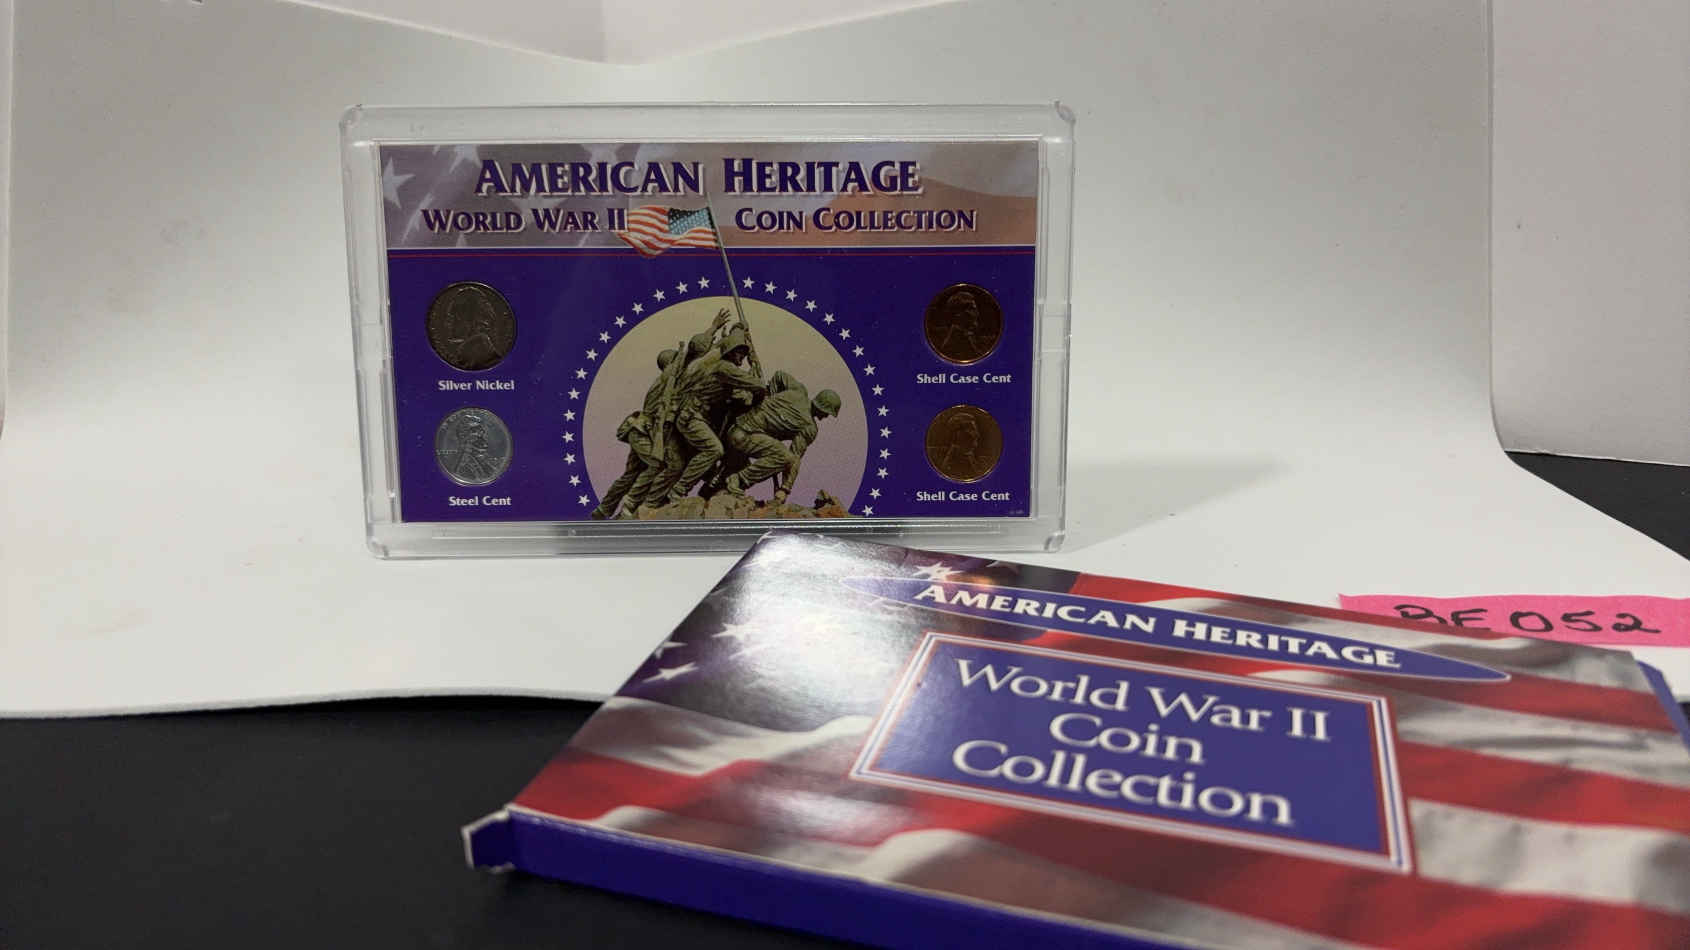 AMERICAN HERITAGE
WORLD WAR II COIN COLLECTION
Silver Nickel
Shell Case Cent
Steel Cent
Shell Case Cent
AMERICAN HERITAGE
World War II
Coin
Collection
052